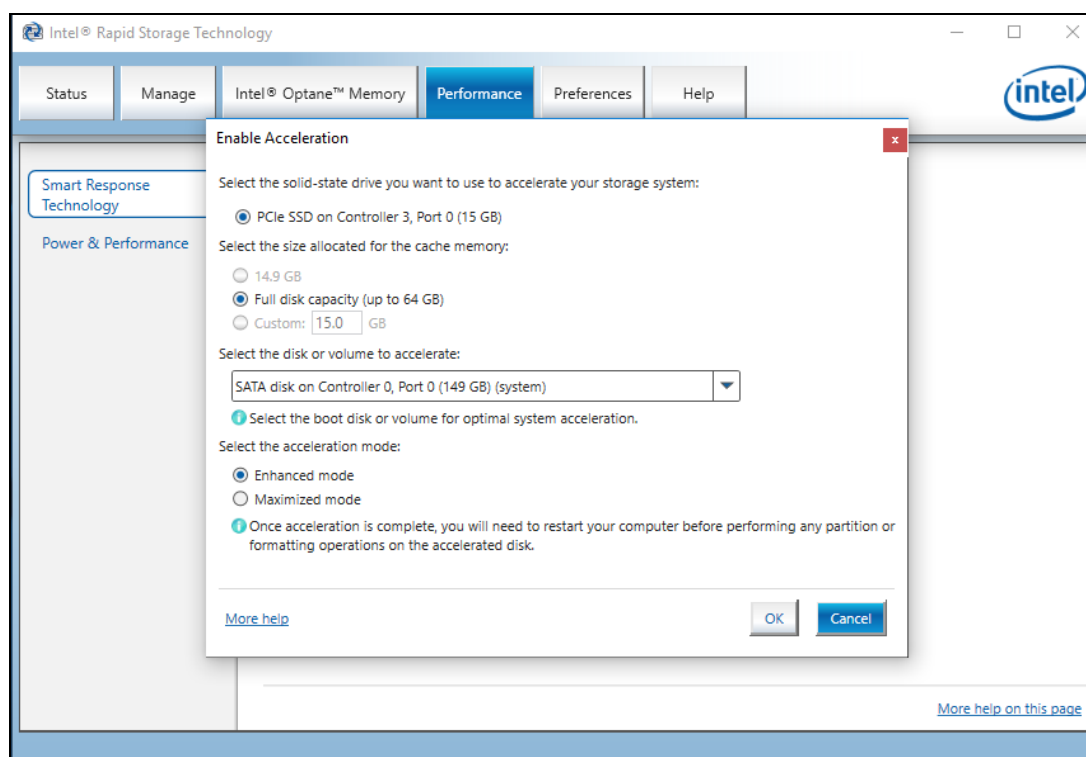 Intel® Rapid Storage Technology
Status
Manage
Intel® Optane™ Memory
Performance
Preferences
Help
intel
Enable Acceleration
x
Smart Response
Technology
Power & Performance
Select the solid-state drive you want to use to accelerate your storage system:
PCIe SSD on Controller 3, Port 0 (15 GB)
Select the size allocated for the cache memory:
14.9 GB
Full disk capacity (up to 64 GB)
Custom: 15.0 GB
Select the disk or volume to accelerate:
SATA disk on Controller 0, Port 0 (149 GB) (system)
Select the boot disk or volume for optimal system acceleration.
Select the acceleration mode:
Enhanced mode
Maximized mode
Once acceleration is complete, you will need to restart your computer before performing any partition or
formatting operations on the accelerated disk.
More help
OK
Cancel
More help on this page